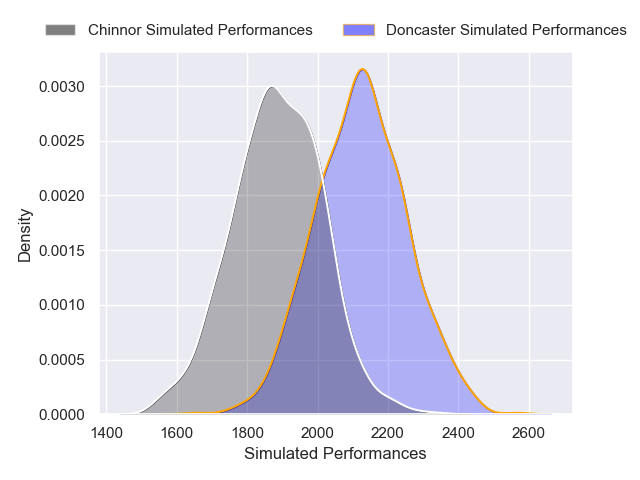 Chinnor Simulated Performances Doncaster Simulated Performances
0.0030
0.0025
0.0020
0.0015
0.0010
0.0005
0.0000
Density
1400 1600 1800 2000 2200 2400 2600
Simulated Performances